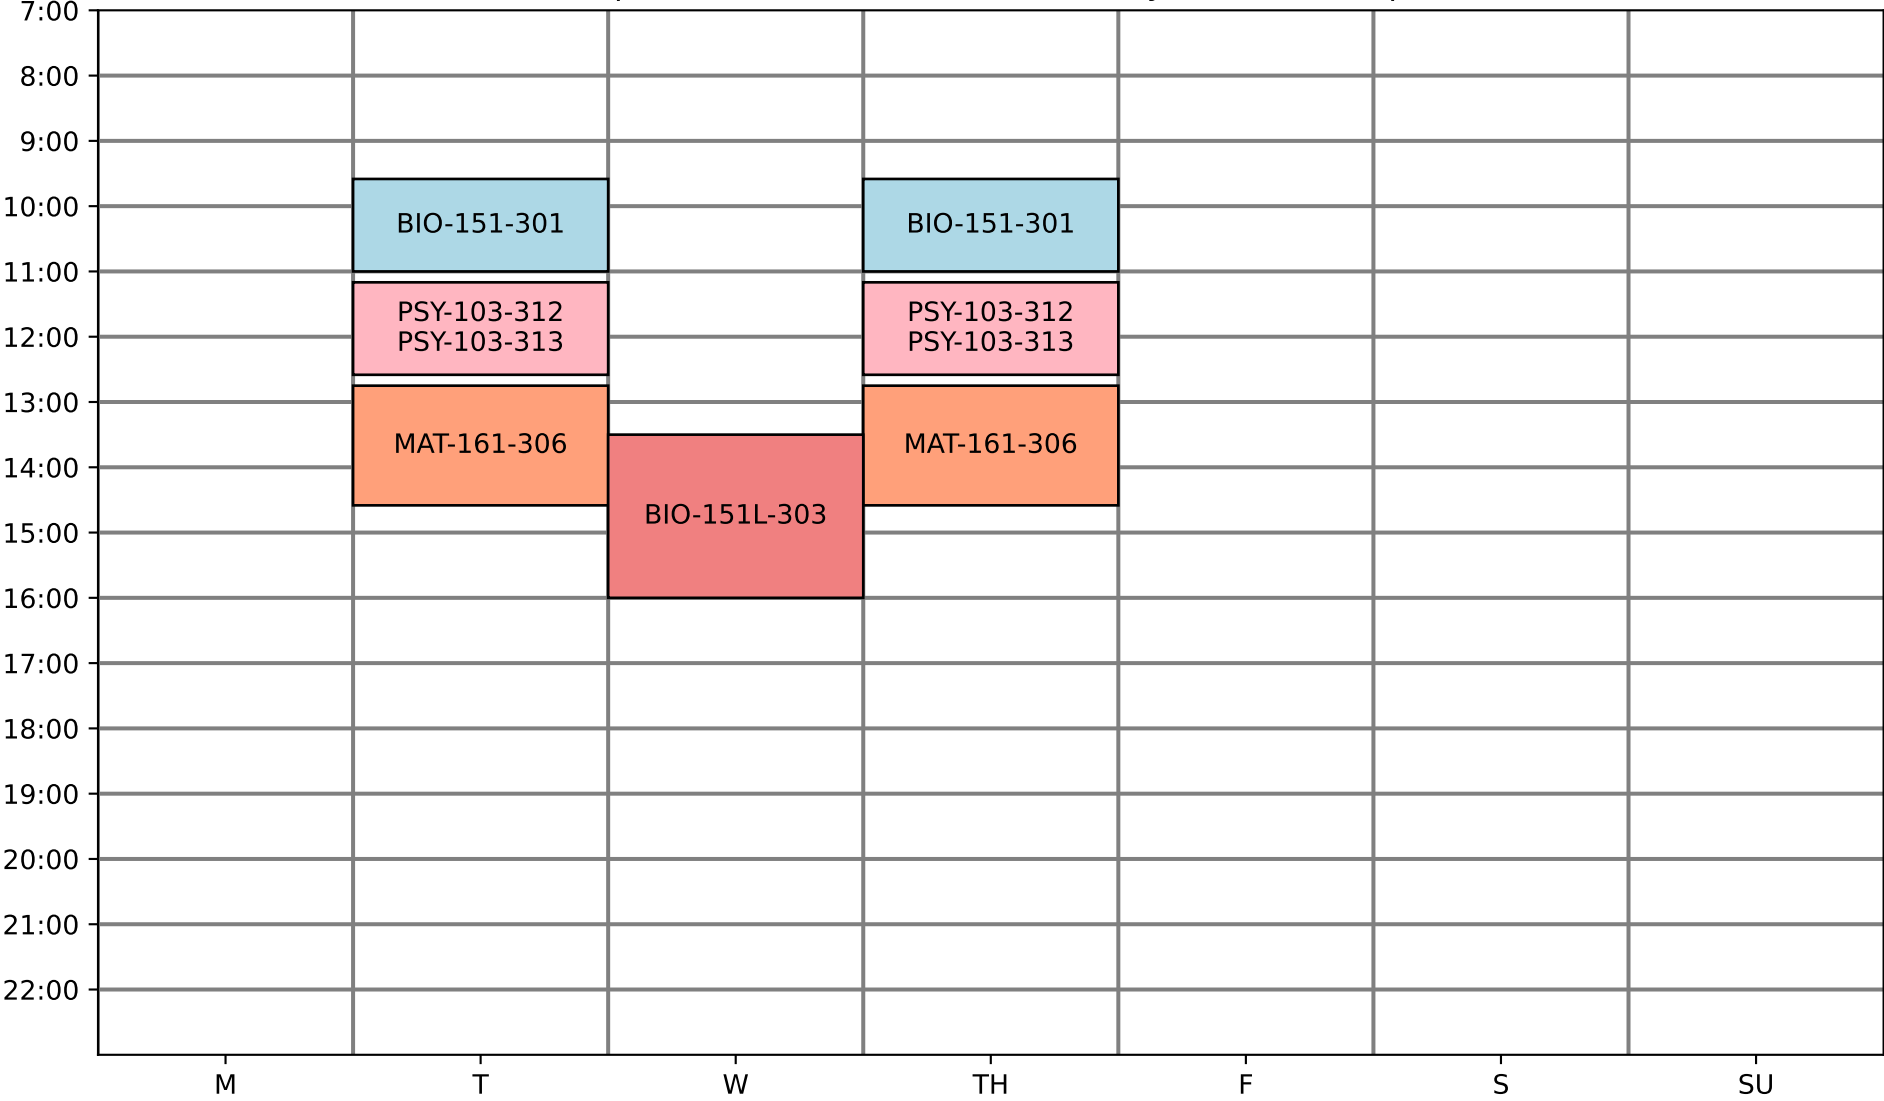 7:00
8:00
9:00
10:00
BIO-151-301
BIO-151-301
11:00
PSY-103-312
PSY-103-313
PSY-103-312
PSY-103-313
12:00
13:00
MAT-161-306
MAT-161-306
14:00
BIO-151L-303
15:00
16:00
17:00
18:00
19:00
20:00
21:00
22:00
M
T
W
TH
F
S
SU